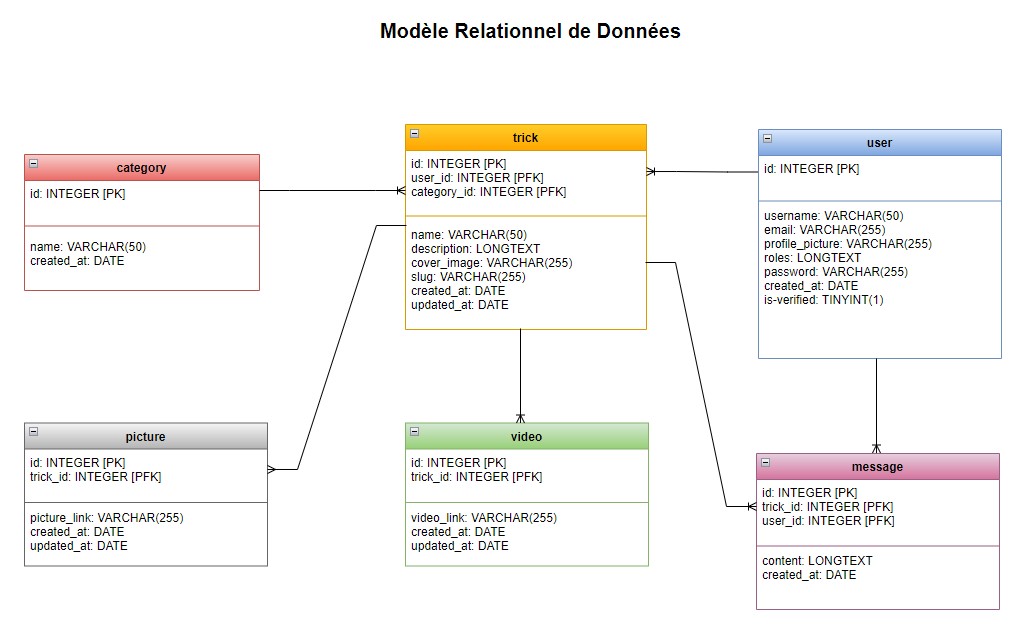 Modèle Relationnel de Données
category
id: INTEGER [PK]
name: VARCHAR(50)
created_at: DATE
trick
id: INTEGER [PK]
user_id: INTEGER [PFK]
category_id: INTEGER [PFK]
name: VARCHAR(50)
description: LONGTEXT
cover_image: VARCHAR(255)
slug: VARCHAR(255)
created_at: DATE
updated_at: DATE
user
id: INTEGER [PK]
username: VARCHAR(50)
email: VARCHAR(255)
profile_picture: VARCHAR(255)
roles: LONGTEXT
password: VARCHAR(255)
created_at: DATE
is-verified: TINYINT(1)
picture
id: INTEGER [PK]
trick_id: INTEGER [PFK]
picture_link: VARCHAR(255)
created_at: DATE
updated_at: DATE
video
id: INTEGER [PK]
trick_id: INTEGER [PFK]
video_link: VARCHAR(255)
created_at: DATE
updated_at: DATE
message
id: INTEGER [PK]
trick_id: INTEGER [PFK]
user_id: INTEGER [PFK]
content: LONGTEXT
created_at: DATE